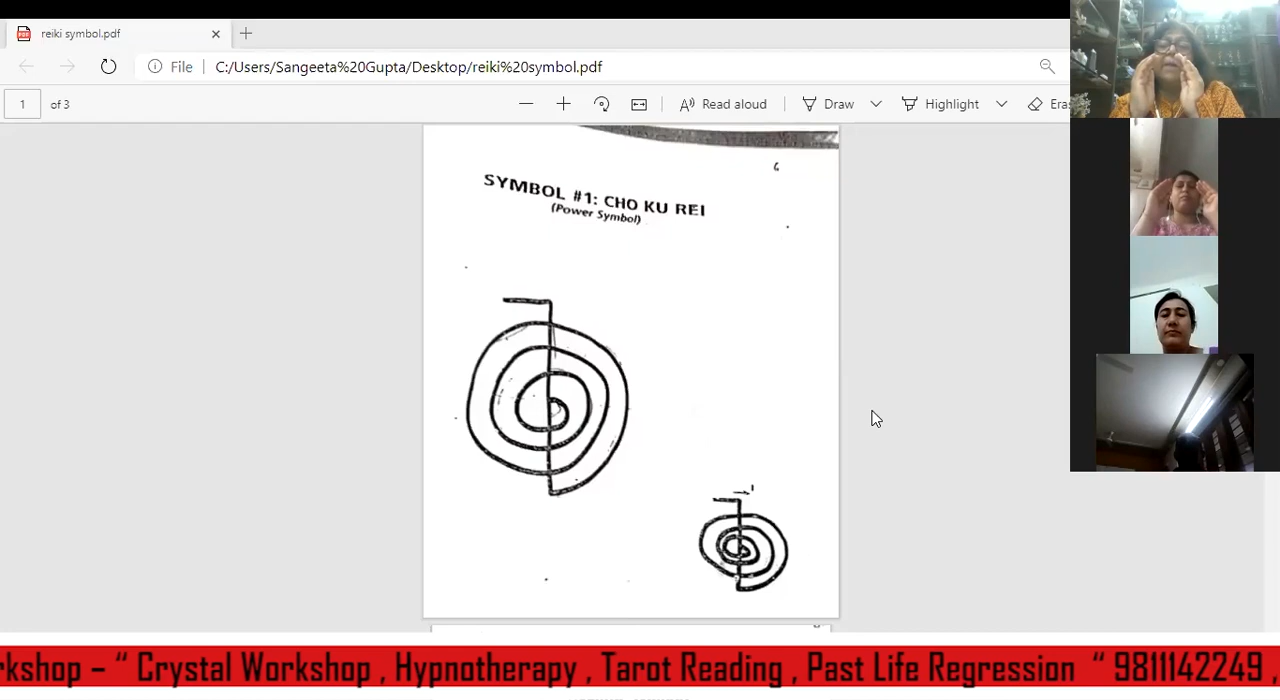 reiki symbol.pdf
File
C:/Users/Sangeeta%20Gupta/Desktop/reiki%20symbol.pdf
1 of 3
Read aloud
Draw
Highlight
6
SYMBOL #1: CHO KU REI
(Power Symbol)
“ Crystal Workshop , Hypnotherapy , Tarot Reading , Past Life Regression “ 9811142249 ,